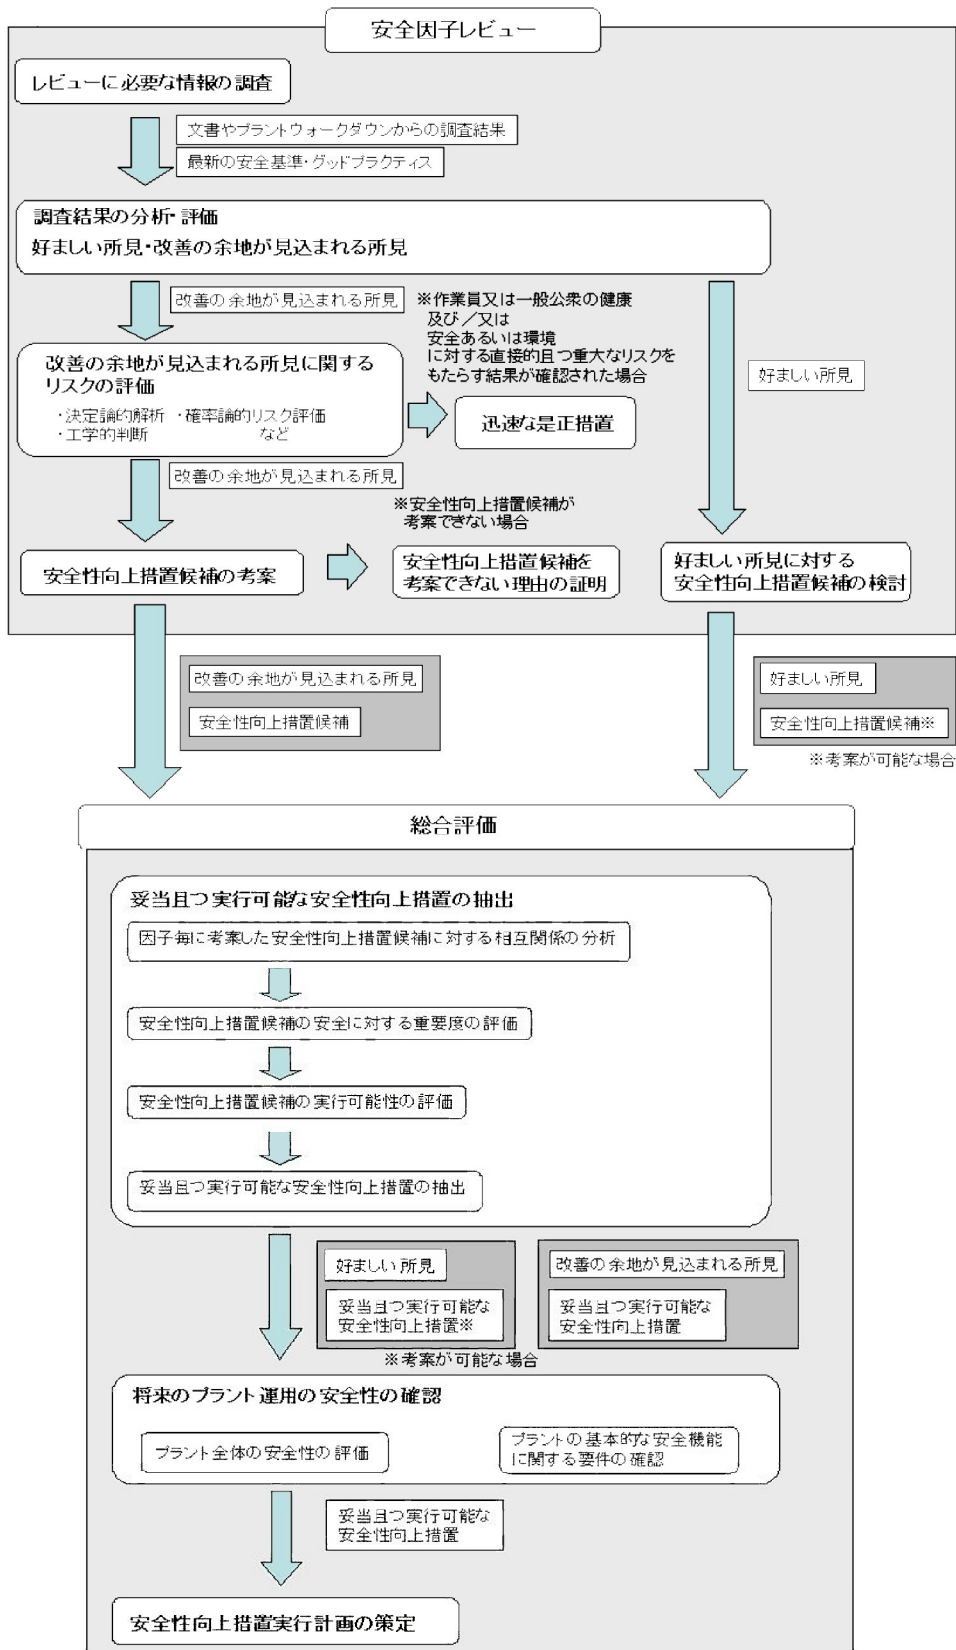 安全因子レビュー
レビューに必要な情報の調査
文書やプラントウォークダウンからの調査結果
最新の安全基準・グッドプラクティス
調査結果の分析・評価
好ましい所見・改善の余地が見込まれる所見
改善の余地が見込まれる所見
※作業員又は一般公衆の健康
及び／又は
安全あるいは環境
に対する直接的且つ重大なリスクを
もたらす結果が確認された場合
改善の余地が見込まれる所見に関する
リスクの評価
・決定論的解析 ・確率論的リスク評価
・工学的判断 など
迅速な是正措置
好ましい所見
改善の余地が見込まれる所見
※安全性向上措置候補が
考案できない場合
安全性向上措置候補の考案
安全性向上措置候補を
考案できない理由の証明
好ましい所見に対する
安全性向上措置候補の検討
改善の余地が見込まれる所見
安全性向上措置候補
好ましい所見
安全性向上措置候補※
※考案が可能な場合
総合評価
妥当且つ実行可能な安全性向上措置の抽出
因子毎に考案した安全性向上措置候補に対する相互関係の分析
安全性向上措置候補の安全に対する重要度の評価
安全性向上措置候補の実行可能性の評価
妥当且つ実行可能な安全性向上措置の抽出
好ましい所見
妥当且つ実行可能な
安全性向上措置※
改善の余地が見込まれる所見
妥当且つ実行可能な
安全性向上措置
※考案が可能な場合
将来のプラント運用の安全性の確認
プラント全体の安全性の評価
プラントの基本的な安全機能
に関する要件の確認
妥当且つ実行可能な
安全性向上措置
安全性向上措置実行計画の策定